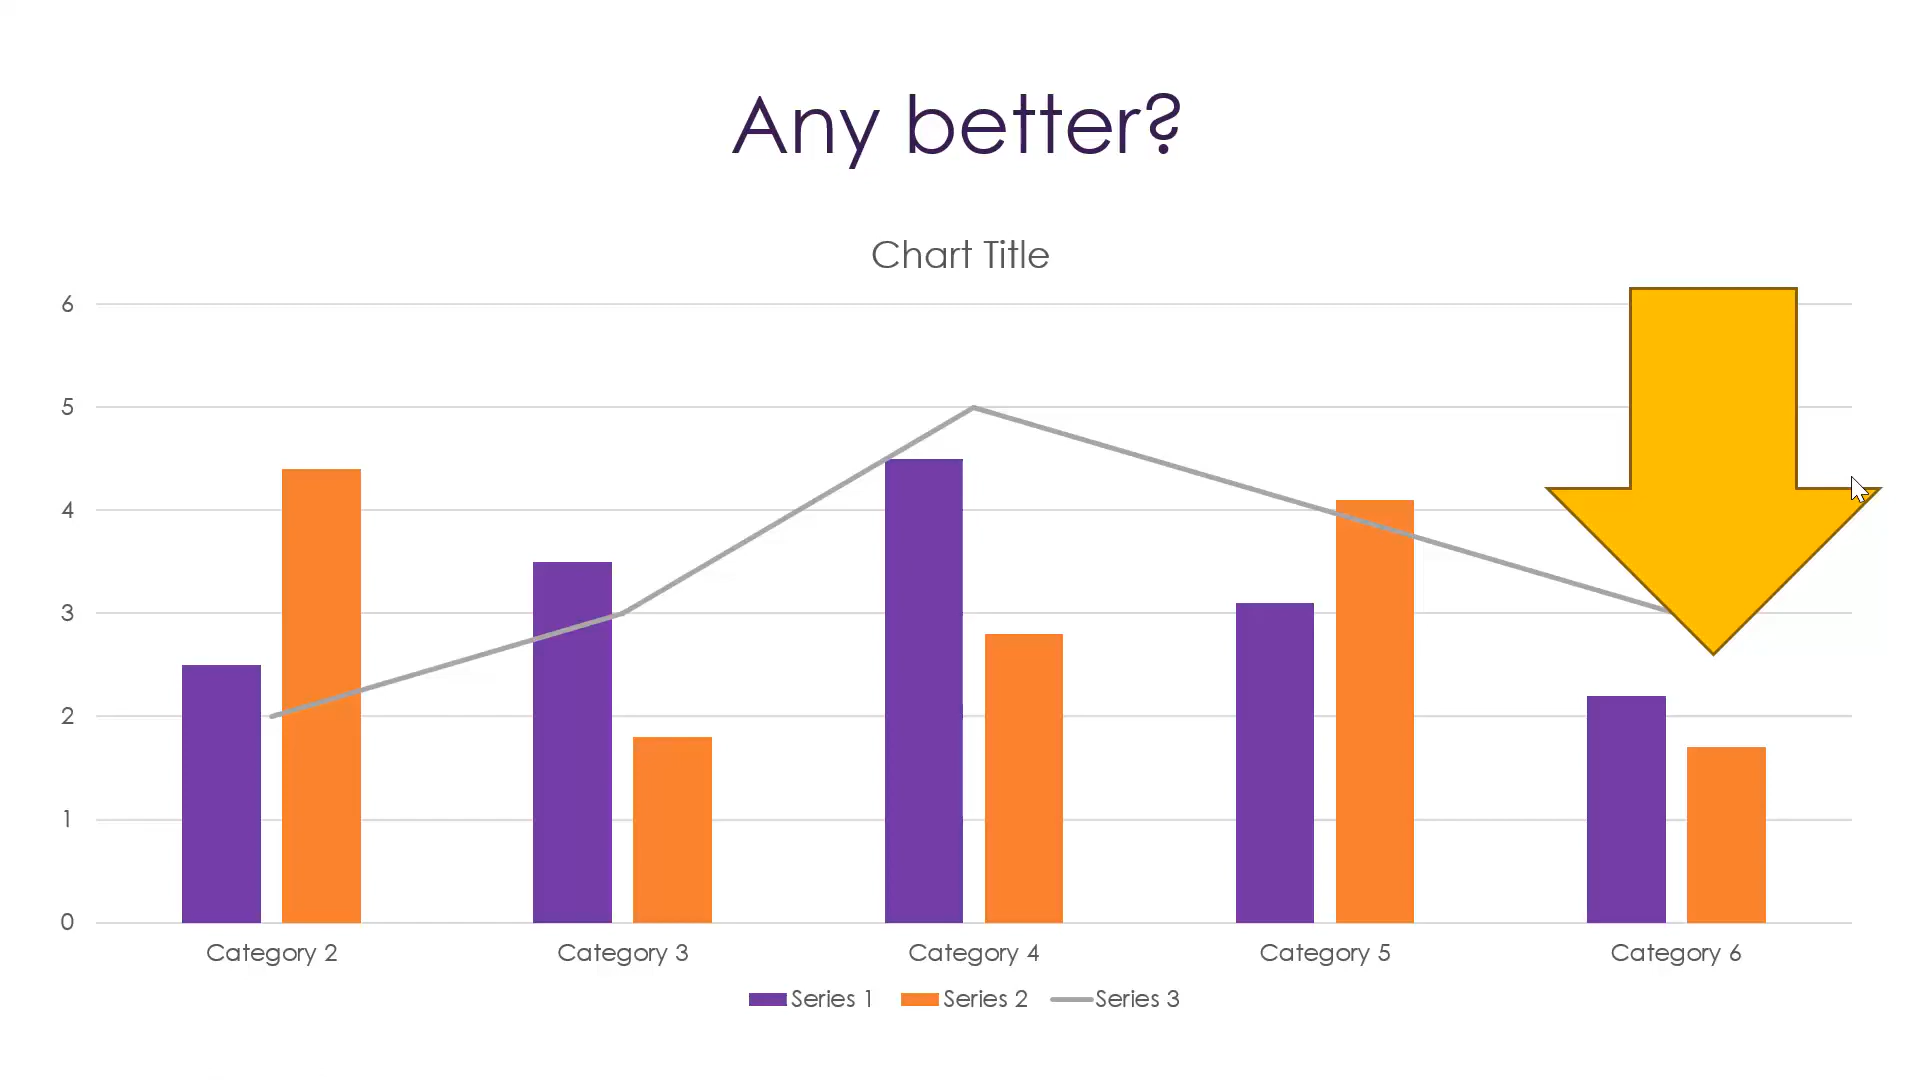 Any better?
Chart Title
6
5
4
3
2
1
0
Category 2 Category 3 Category 4 Category 5 Category 6
Series 1 Series 2 Series 3